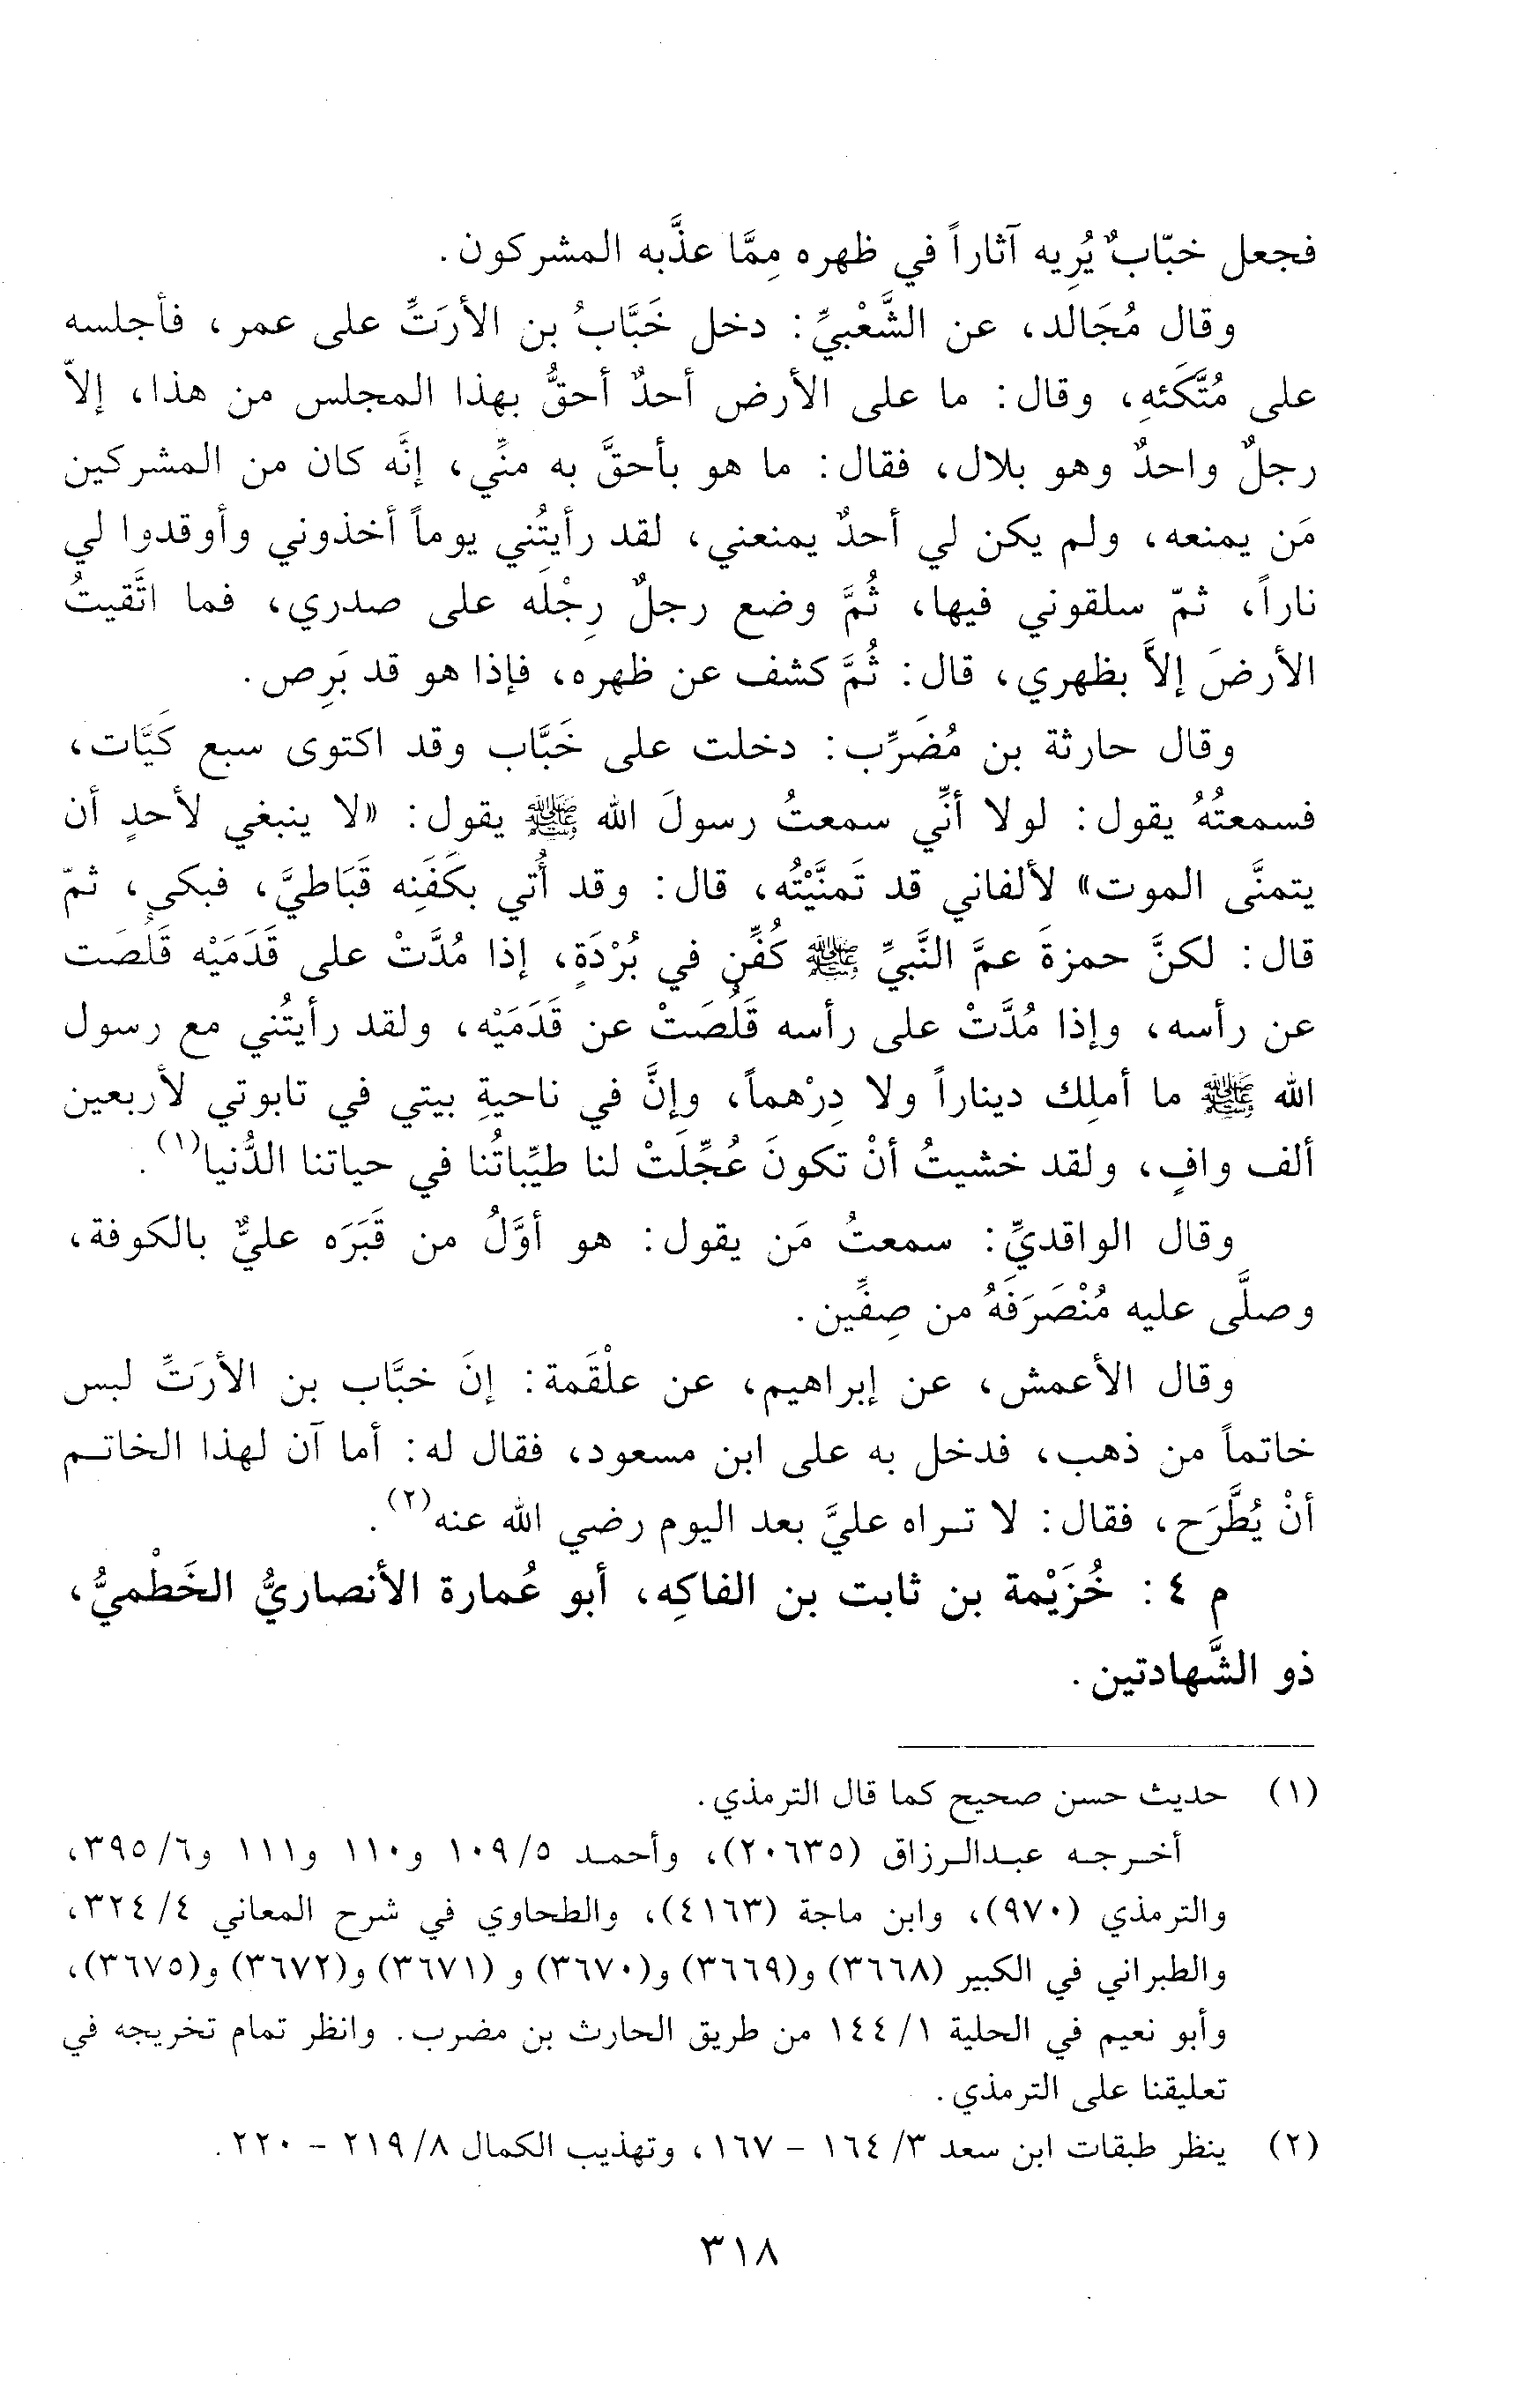 فجعل خبّابٌ يُرِيه آثاراً في ظهره مِمَّا عذَّبه المشركون.
وقال مُجَالد، عن الشَّعْبيِّ: دخل خَبَّابُ بن الأرَتِّ على عمر، فأجلسه
على مُتَّكَئهِ، وقال: ما على الأرض أحدٌ أحقُّ بهذا المجلس من هذا، إلاّ
رجلٌ واحدٌ وهو بلال، فقال: ما هو بأحقَّ به منِّي، إنَّه كان من المشركين
مَن يمنعه، ولم يكن لي أحدٌ يمنعني، لقد رأيتُني يوماً أخذوني وأوقدوا لي
ناراً، ثمّ سلقوني فيها، ثُمَّ وضع رجلٌ رِجْلَه على صدري، فما اتَّقيتُ
الأرضَ إلاَّ بظهري، قال: ثُمَّ كشف عن ظهره، فإذا هو قد بَرِص.
وقال حارثة بن مُضَرِّب: دخلت على خَبَّاب وقد اكتوى سبع كَيَّات،
فسمعتُهُ يقول: لولا أنِّي سمعتُ رسولَ الله ﷺ يقول: «لا ينبغي لأحدٍ أن
يتمنَّى الموت» لألفاني قد تَمنَّيْتُه، قال: وقد أُتي بكَفَنِه قَبَاطيَّ، فبكى، ثمّ
قال: لكنَّ حمزةَ عمَّ النَّبيِّ ﷺ كُفِّن في بُرْدَةٍ، إذا مُدَّتْ على قَدَمَيْه قَلُصَت
عن رأسه، وإذا مُدَّتْ على رأسه قَلُصَتْ عن قَدَمَيْه، ولقد رأيتُني مع رسول
الله ﷺ ما أملِك ديناراً ولا دِرْهماً، وإنَّ في ناحيةِ بيتي في تابوتي لأربعين
ألف وافٍ، ولقد خشيتُ أنْ تكونَ عُجِّلَتْ لنا طيِّباتُنا في حياتنا الدُّنيا(١).
وقال الواقديِّ: سمعتُ مَن يقول: هو أوَّلُ من قَبَرَه عليٌّ بالكوفة،
وصلَّى عليه مُنْصَرَفَهُ من صِفِّين.
وقال الأعمش، عن إبراهيم، عن علْقَمة: إنَ خبَّاب بن الأرَتِّ لبس
خاتماً من ذهب، فدخل به على ابن مسعود، فقال له: أما آن لهذا الخاتم
أنْ يُطَّرَح، فقال: لا تراه عليَّ بعد اليوم رضي الله عنه(٢).
م ٤: خُزَيْمة بن ثابت بن الفاكِه، أبو عُمارة الأنصاريُّ الخَطْميُّ،
ذو الشَّهادتين.
(١) حديث حسن صحيح كما قال الترمذي.
أخرجه عبدالرزاق (٢٠٦٣٥)، وأحمد ١٠٩/٥ و١١٠ و١١١ و٣٩٥/٦،
والترمذي (٩٧٠)، وابن ماجة (٤١٦٣)، والطحاوي في شرح المعاني ٣٢٤/٤،
والطبراني في الكبير (٣٦٦٨) و(٣٦٦٩) و(٣٦٧٠) و (٣٦٧١) و(٣٦٧٢) و(٣٦٧٥)،
وأبو نعيم في الحلية ١٤٤/١ من طريق الحارث بن مضرب. وانظر تمام تخريجه في
تعليقنا على الترمذي.
(٢) ينظر طبقات ابن سعد ٣/ ١٦٤ - ١٦٧، وتهذيب الكمال ٢١٩/٨ - ٢٢٠.
٣١٨